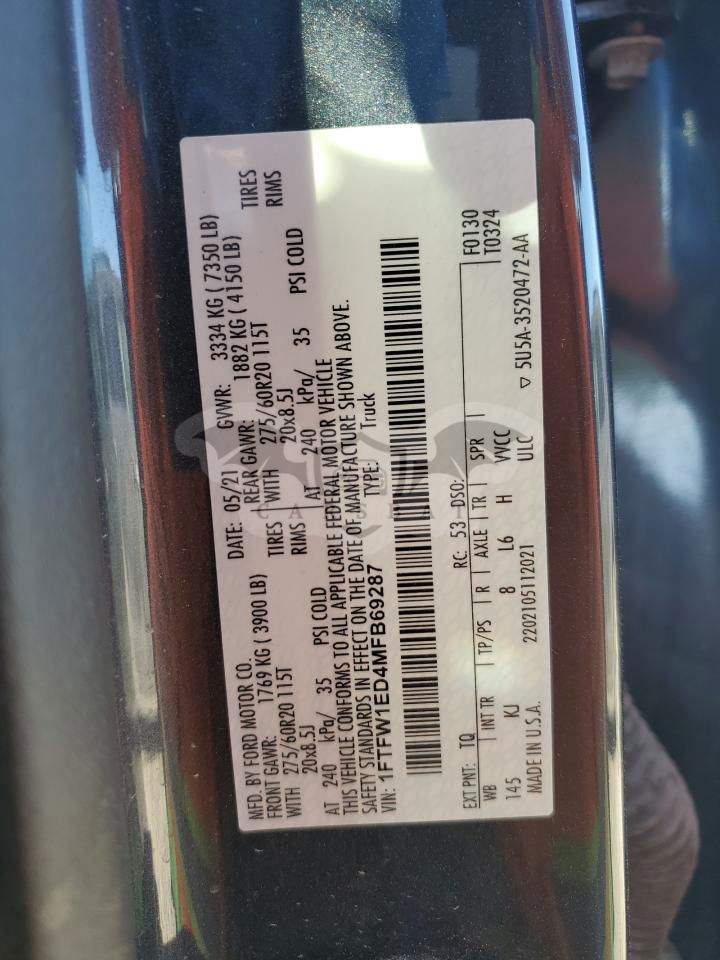 MFD. BY FORD MOTOR CO. DATE: 05/21 GVWR: 3334 KG ( 7350 LB)
FRONT GAWR: 1769 KG ( 3900 LB) REAR GAWR: 1882 KG ( 4150 LB)
WITH 275/60R20 115T TIRES WITH 275/60R20 115T TIRES
20x8.5J RIMS 20x8.5J RIMS
AT 240 kPa/ 35 PSI COLD AT 240 kPa/ 35 PSI COLD
THIS VEHICLE CONFORMS TO ALL APPLICABLE FEDERAL MOTOR VEHICLE
SAFETY STANDARDS IN EFFECT ON THE DATE OF MANUFACTURE SHOWN ABOVE.
VIN: 1FTFW1ED4MFB69287 TYPE: Truck
EXT PNT: TQ RC: 53 DSO: F0130
WB INT TR TP/PS R AXLE TR SPR T0324
145 KJ 8 L6 H VVCC
MADE IN U.S.A. 2202105112021 ULC ▽ 5U5A-3520472-AA